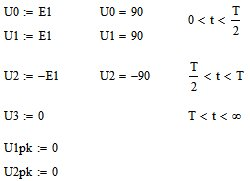 U0 := E1 U0 = 90 0 < t < T/2
U1 := E1 U1 = 90
U2 := −E1 U2 = −90 T/2 < t < T
U3 := 0 T < t < ∞
U1pk := 0
U2pk := 0